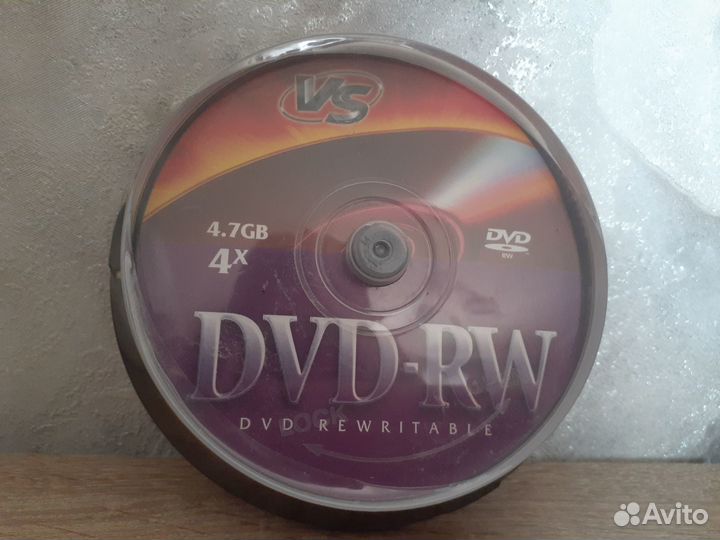 VS
4.7GB
4X
DVD
RW
DVD-RW
LOCK
DVD REWRITABLE
Avito